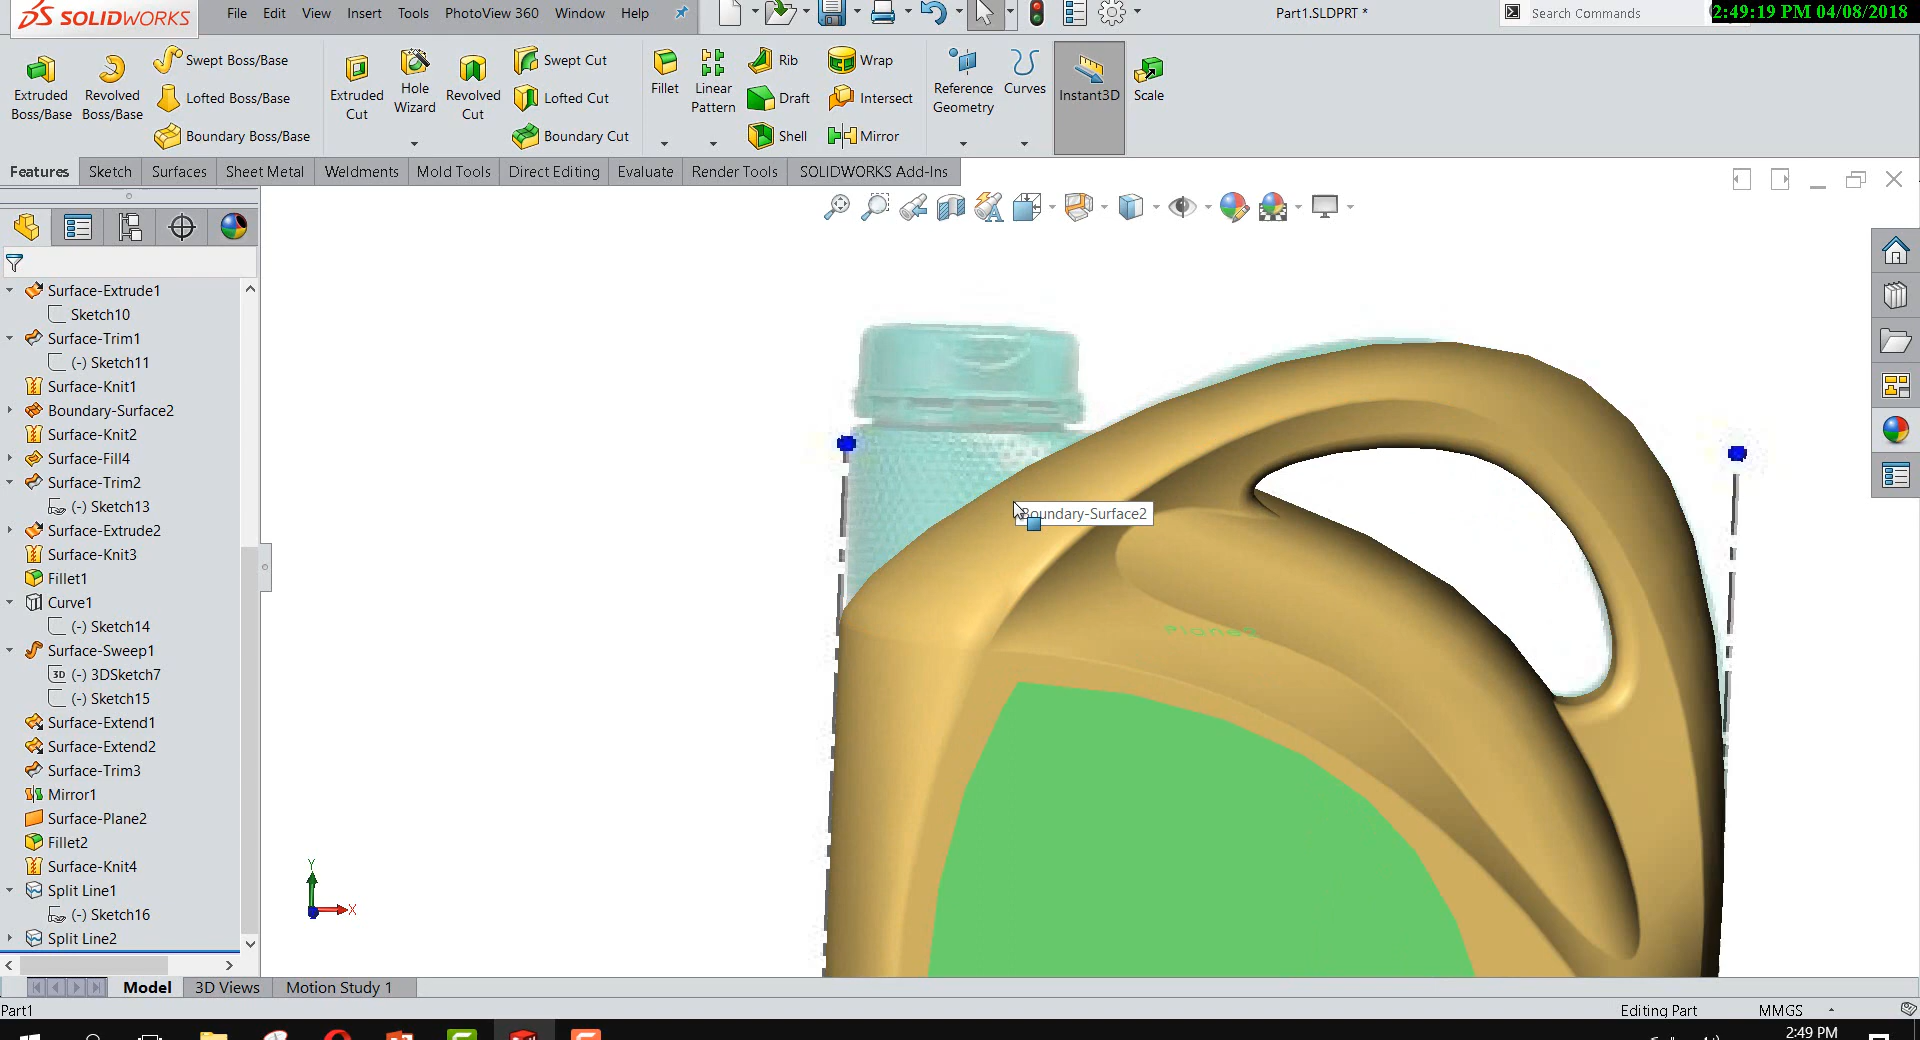 SOLIDWORKS File Edit View Insert Tools PhotoView 360 Window Help Part1.SLDPRT * Search Commands 2:49:19 PM 04/08/2018
Extruded Boss/Base
Revolved Boss/Base
Swept Boss/Base
Lofted Boss/Base
Boundary Boss/Base
Extruded Cut
Hole Wizard
Revolved Cut
Swept Cut
Lofted Cut
Boundary Cut
Fillet
Linear Pattern
Rib
Draft
Shell
Wrap
Intersect
Mirror
Reference Geometry
Curves
Instant3D
Scale
Features Sketch Surfaces Sheet Metal Weldments Mold Tools Direct Editing Evaluate Render Tools SOLIDWORKS Add-Ins
Surface-Extrude1
Sketch10
Surface-Trim1
(-) Sketch11
Surface-Knit1
Boundary-Surface2
Surface-Knit2
Surface-Fill4
Surface-Trim2
(-) Sketch13
Surface-Extrude2
Surface-Knit3
Fillet1
Curve1
(-) Sketch14
Surface-Sweep1
3D (-) 3DSketch7
(-) Sketch15
Surface-Extend1
Surface-Extend2
Surface-Trim3
Mirror1
Surface-Plane2
Fillet2
Surface-Knit4
Split Line1
(-) Sketch16
Split Line2
Boundary-Surface2
Y
X
Model 3D Views Motion Study 1
Part1 Editing Part MMGS
2:49 PM